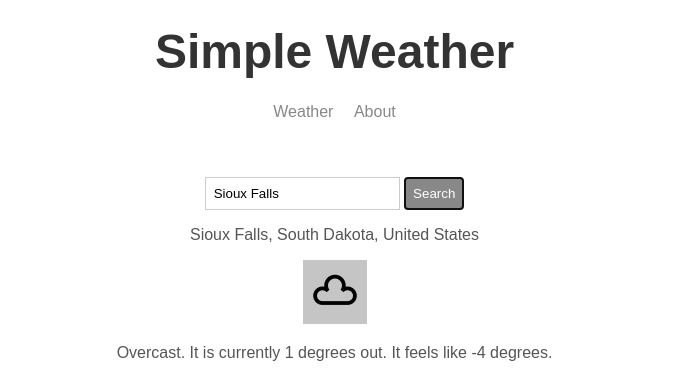 Simple Weather
Weather About
Sioux Falls Search
Sioux Falls, South Dakota, United States
Overcast. It is currently 1 degrees out. It feels like -4 degrees.